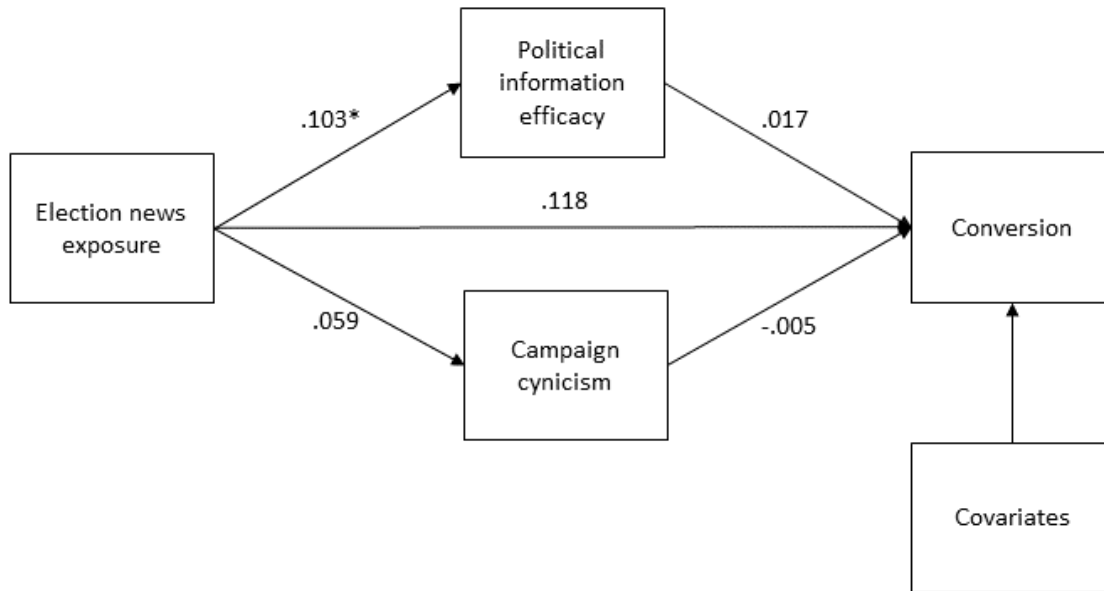 Political
information
efficacy
.103*
.017
Election news
exposure
.118
Conversion
.059
Campaign
cynicism
-.005
Covariates